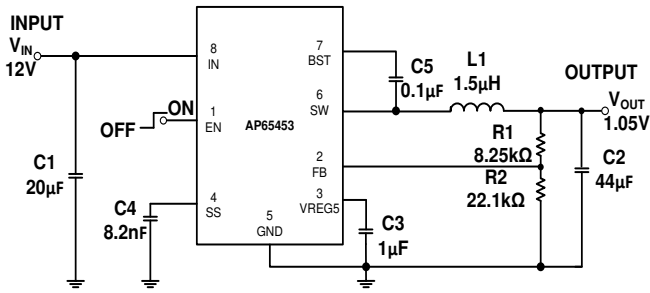 INPUT
VIN
12V
OFF
ON
C1
20µF
C4
8.2nF
8
IN
1
EN
4
SS
AP65453
5
GND
7
BST
6
SW
2
FB
3
VREG5
C5
0.1µF
L1
1.5µH
OUTPUT
VOUT
1.05V
R1
8.25kΩ
R2
22.1kΩ
C2
44µF
C3
1µF